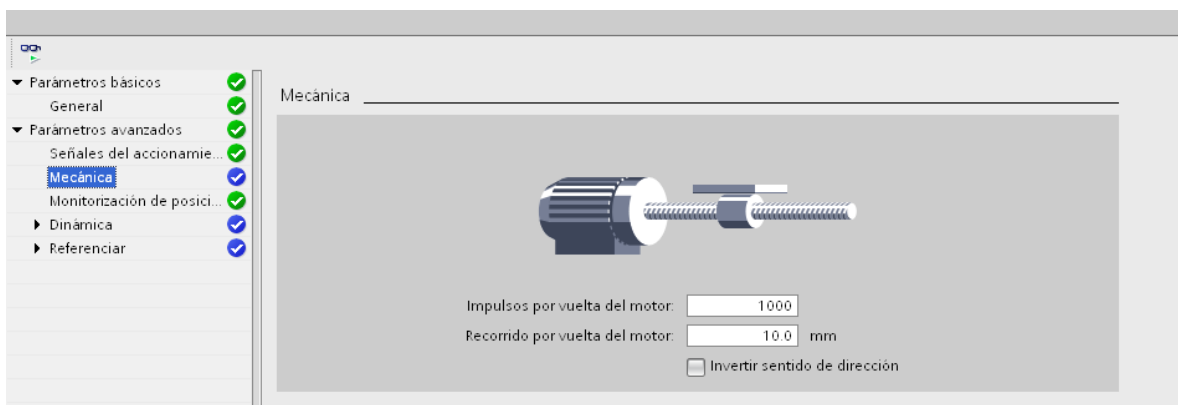 Parámetros básicos
General
Parámetros avanzados
Señales del accionamie...
Mecánica
Monitorización de posici...
Dinámica
Referenciar
Mecánica
Impulsos por vuelta del motor: 1000
Recorrido por vuelta del motor: 10.0 mm
Invertir sentido de dirección